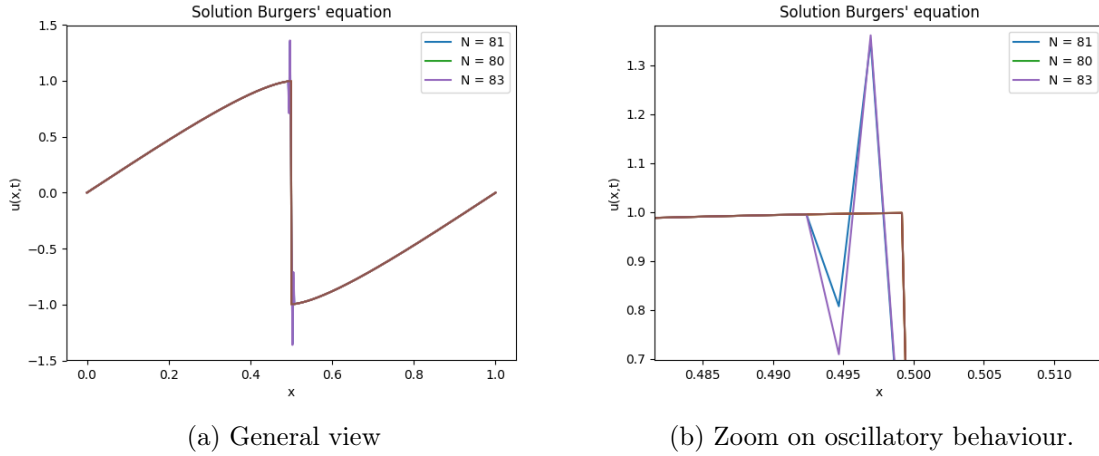 Solution Burgers' equation
1.5
1.0
0.5
0.0
−0.5
−1.0
−1.5
u(x,t)
0.0 0.2 0.4 0.6 0.8 1.0
x
N = 81
N = 80
N = 83
(a) General view
Solution Burgers' equation
1.3
1.2
1.1
1.0
0.9
0.8
0.7
u(x,t)
0.485 0.490 0.495 0.500 0.505 0.510
x
N = 81
N = 80
N = 83
(b) Zoom on oscillatory behaviour.